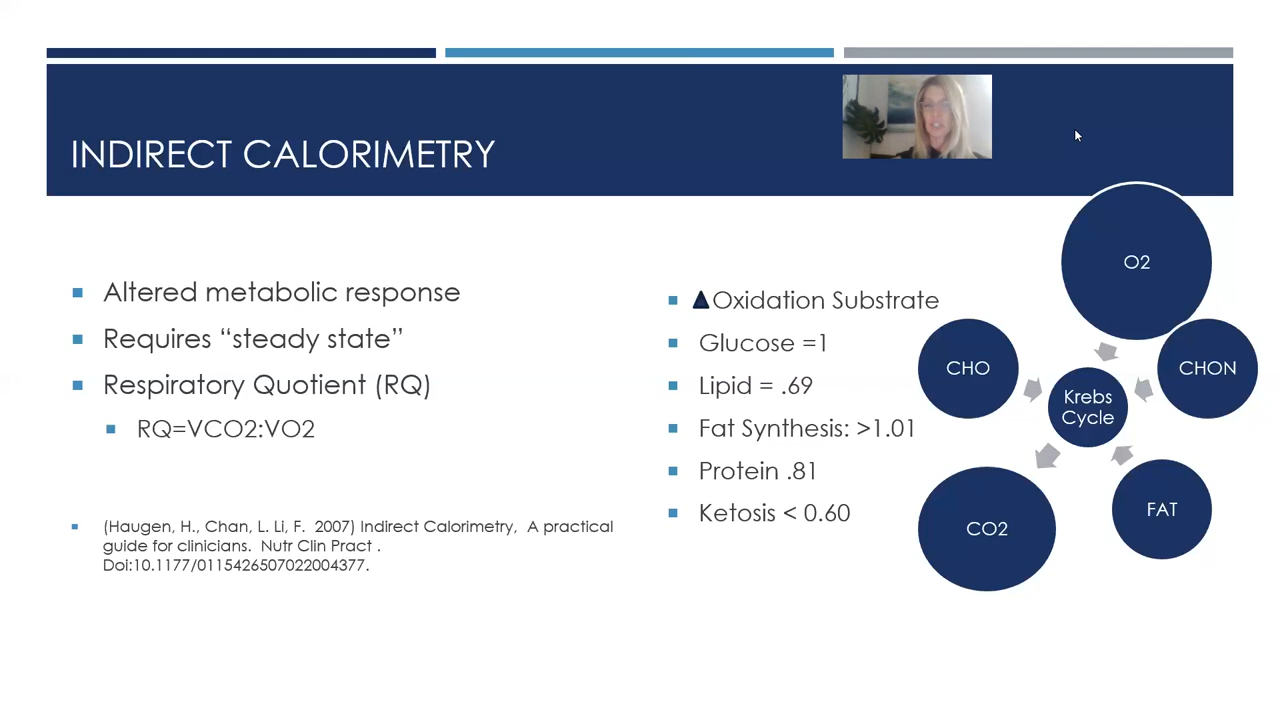 INDIRECT CALORIMETRY
Altered metabolic response
Requires “steady state”
Respiratory Quotient (RQ)
RQ=VCO2:VO2
(Haugen, H., Chan, L. Li, F. 2007) Indirect Calorimetry, A practical
guide for clinicians. Nutr Clin Pract .
Doi:10.1177/0115426507022004377.
Oxidation Substrate
Glucose =1
Lipid = .69
Fat Synthesis: >1.01
Protein .81
Ketosis < 0.60
O2
CHO
CHON
Krebs
Cycle
CO2
FAT